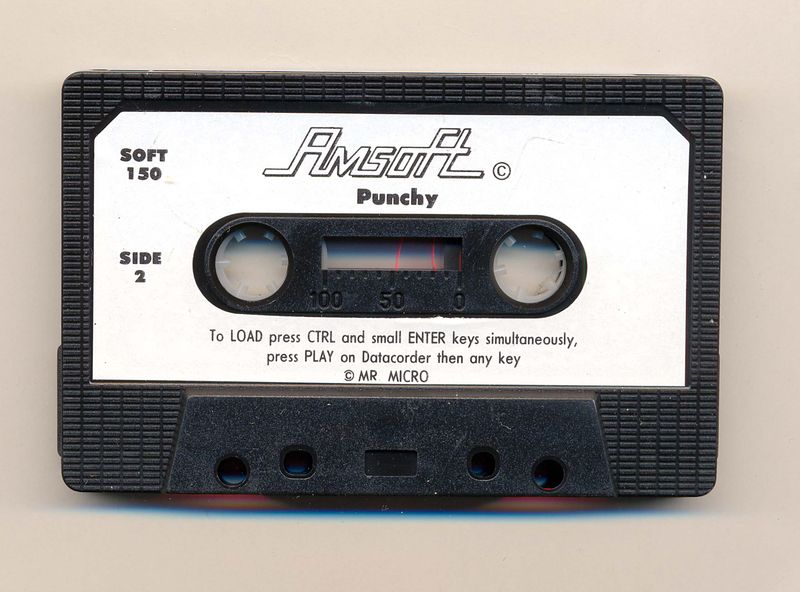 SOFT
150
Amsoft ©
Punchy
SIDE
2
100 50 0
To LOAD press CTRL and small ENTER keys simultaneously,
press PLAY on Datacorder then any key
© MR MICRO